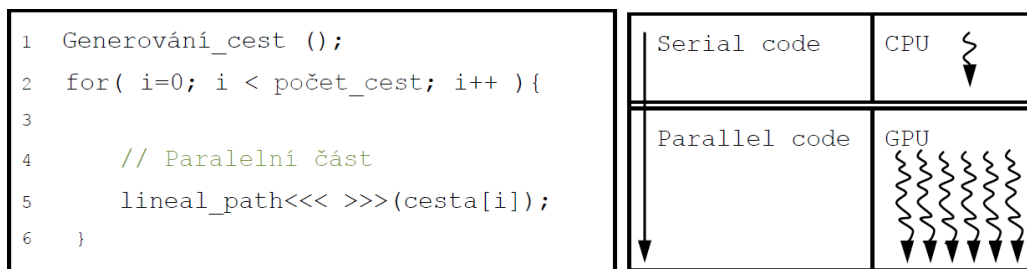 1 Generování_cest ();
2 for( i=0; i < počet_cest; i++ ){
3
4 // Paralelní část
5 lineal_path<<< >>>(cesta[i]);
6 }
Serial code
CPU
Parallel code
GPU